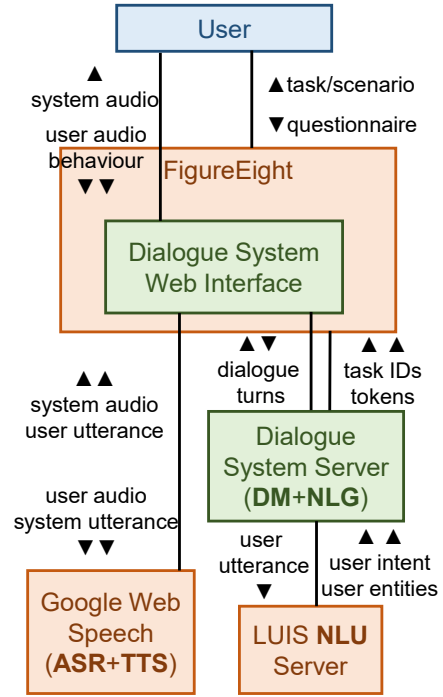 User
▲
system audio
▲task/scenario
▼questionnaire
user audio
behaviour
▼▼
FigureEight
Dialogue System
Web Interface
▲▲
system audio
user utterance
▲▼
dialogue
turns
▲ ▲
task IDs
tokens
Dialogue
System Server
(DM+NLG)
user audio
system utterance
▼▼
user
utterance
▼
▲ ▲
user intent
user entities
Google Web
Speech
(ASR+TTS)
LUIS NLU
Server